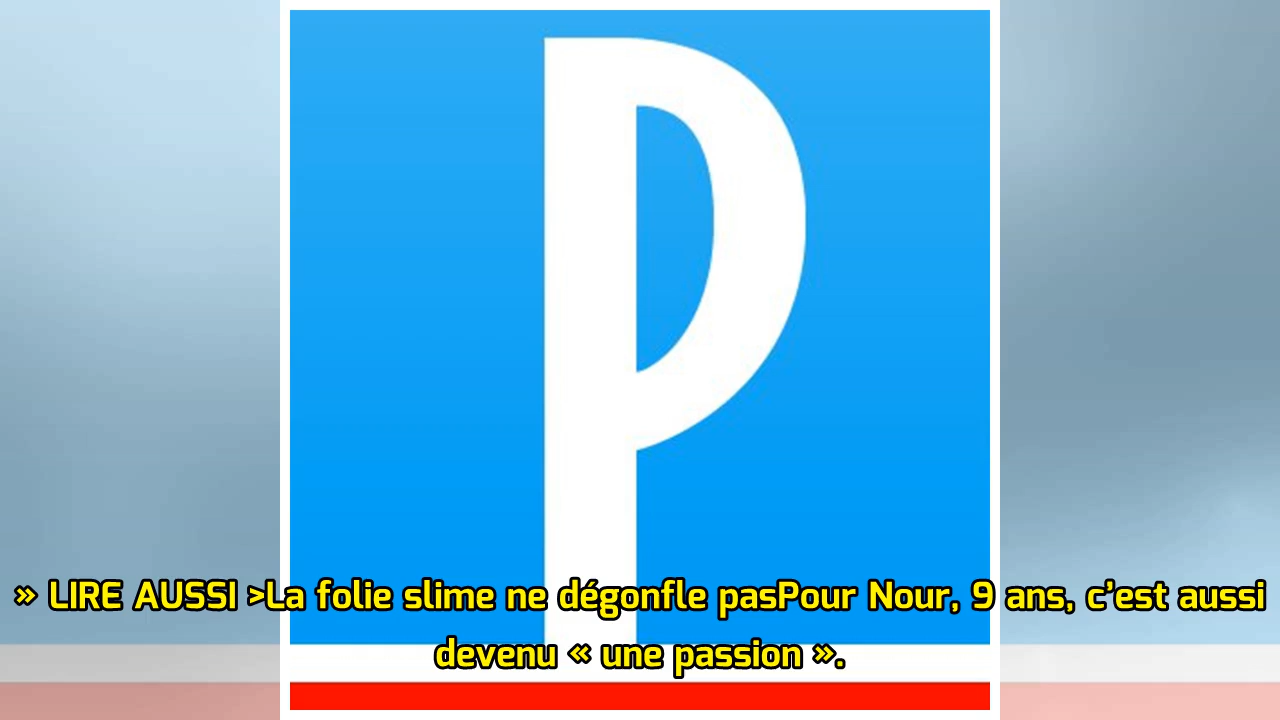 P
» LIRE AUSSI >La folie slime ne dégonfle pasPour Nour, 9 ans, c’est aussi
devenu « une passion ».